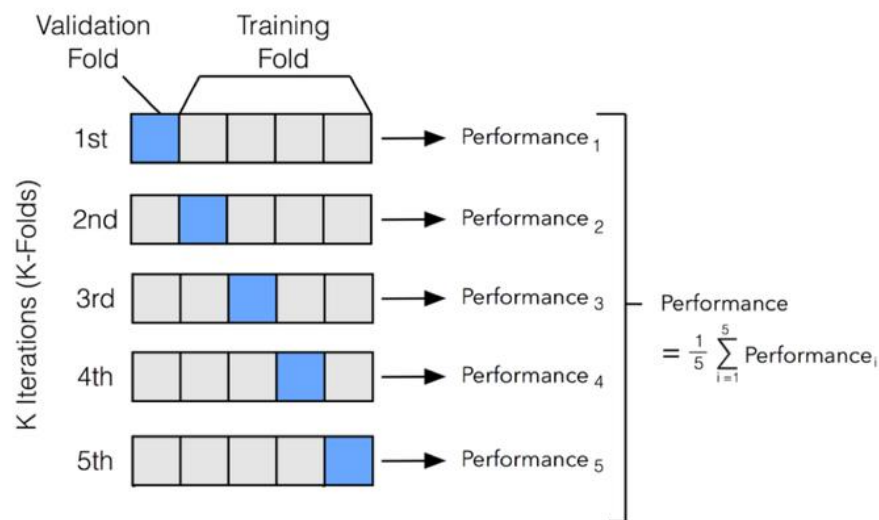 Validation
Fold
Training
Fold
K Iterations (K-Folds)
1st
Performance 1
2nd
Performance 2
3rd
Performance 3
4th
Performance 4
5th
Performance 5
Performance
= 1/5 5∑i=1 Performance i